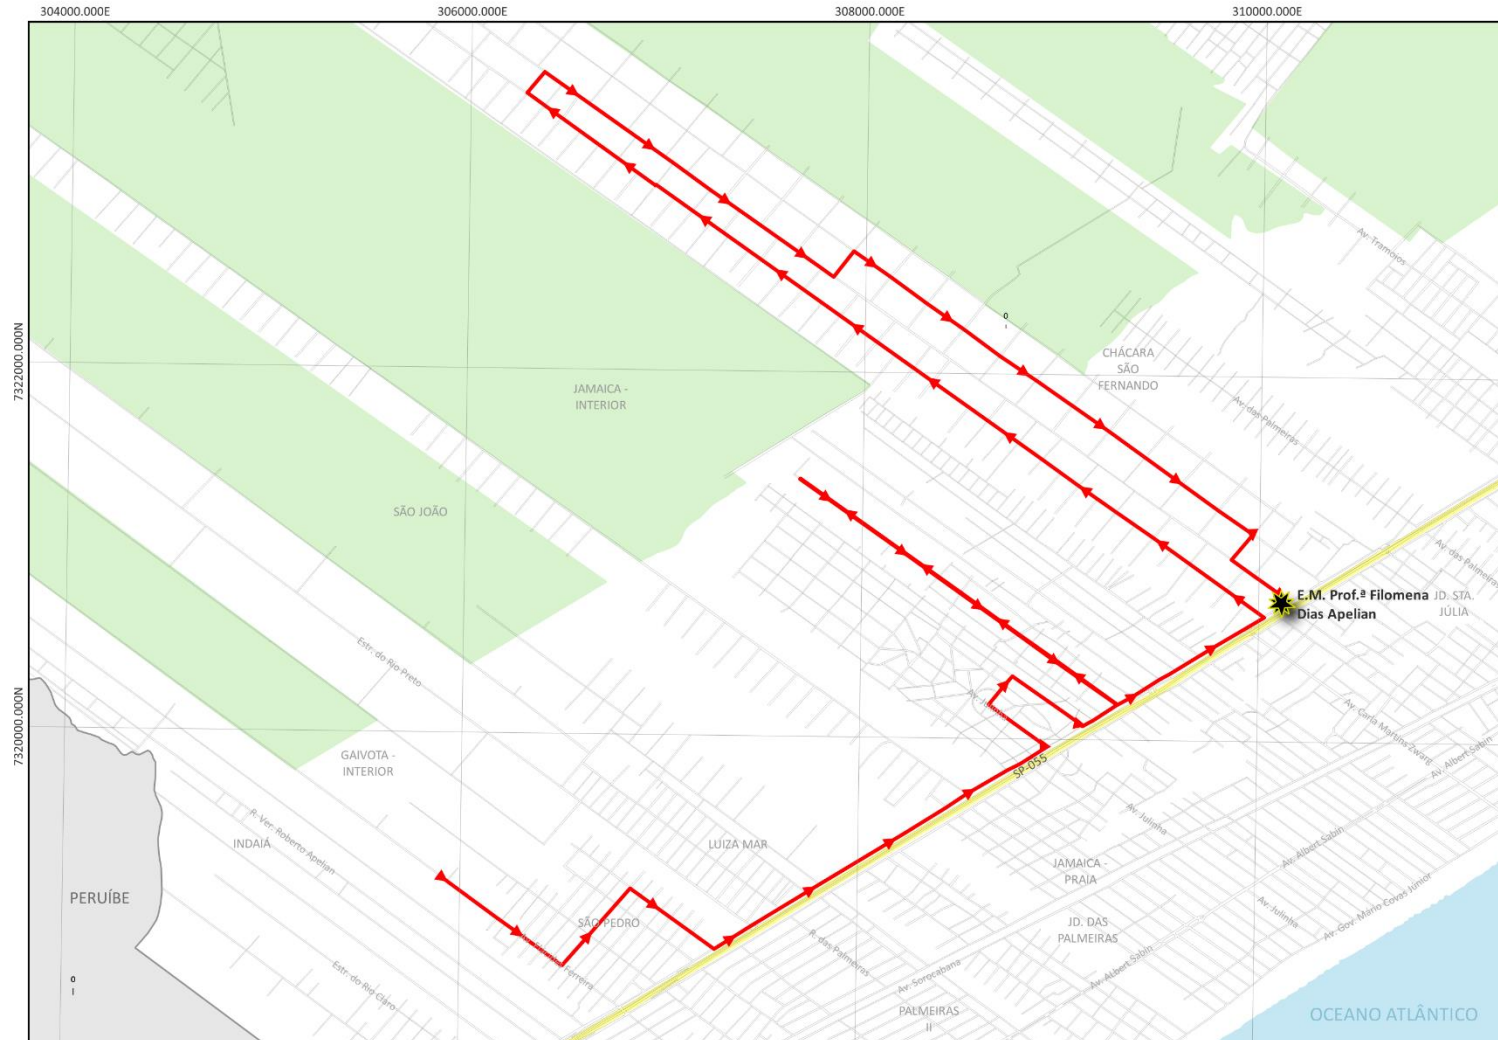 304000.000E
306000.000E
308000.000E
310000.000E
7322000.000N
7320000.000N
Av. Tramoios
CHÁCARA
SÃO
FERNANDO
JAMAICA -
INTERIOR
Av. das Palmeiras
SÃO JOÃO
Av. das Palmeiras
E.M. Prof.ª Filomena
Dias Apelian
JD. STA.
JÚLIA
Estr. do Rio Preto
Av. Carla Martins Zwarg
Av. Albert Sabin
GAIVOTA -
INTERIOR
SP-055
R. Ver. Roberto Apelian
INDAIÁ
LUIZA MAR
Av. Julinha
Av. Albert Sabin
JAMAICA -
PRAIA
PERUÍBE
SÃO PEDRO
Av. Julinha
Av. Gov. Mário Covas Júnior
JD. DAS
PALMEIRAS
R. das Palmeiras
Ferreira
Estr. do Rio Claro
Av. Sorocabana
Av. Albert Sabin
PALMEIRAS
II
OCEANO ATLÂNTICO